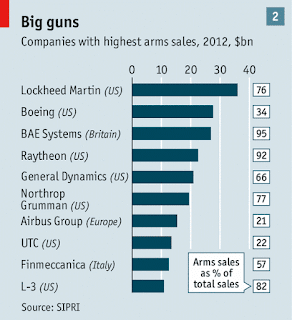 Big guns
2
Companies with highest arms sales, 2012, $bn
0 10 20 30 40
Lockheed Martin (US) 76
Boeing (US) 34
BAE Systems (Britain) 95
Raytheon (US) 92
General Dynamics (US) 66
Northrop
Grumman (US) 77
Airbus Group (Europe) 21
UTC (US) 22
Finmeccanica (Italy) 57
L-3 (US) 82
Arms sales
as % of
total sales
Source: SIPRI